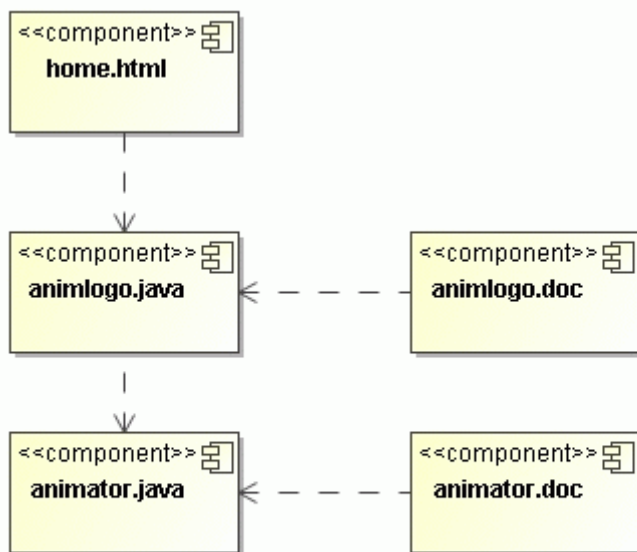 <<component>>
home.html
<<component>>
animlogo.java
<<component>>
animlogo.doc
<<component>>
animator.java
<<component>>
animator.doc